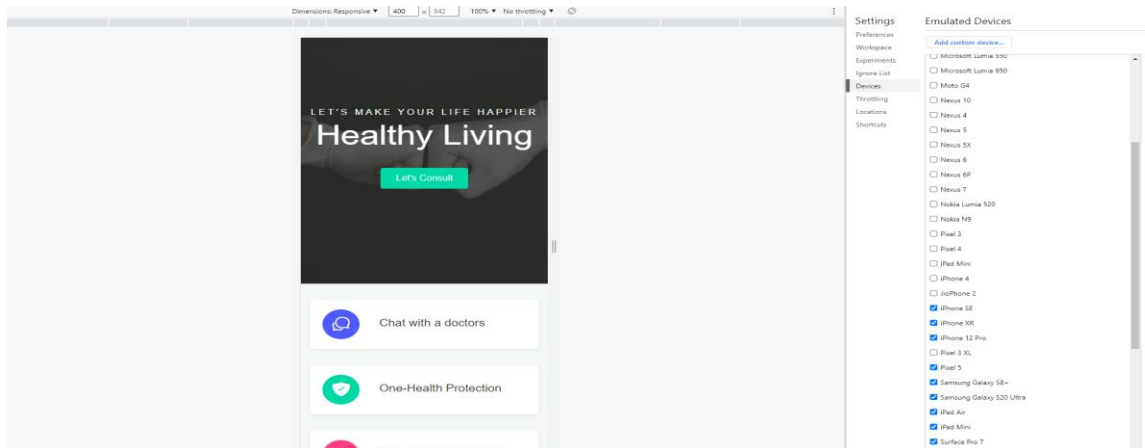 Dimensions: Responsive ▼ 400 × 842 100% ▼ No throttling ▼
LET'S MAKE YOUR LIFE HAPPIER
Healthy Living
Let's Consult
Chat with a doctors
One-Health Protection
Settings
Preferences
Workspace
Experiments
Ignore List
Devices
Throttling
Locations
Shortcuts
Emulated Devices
Add custom device...
Microsoft Lumia 550
Microsoft Lumia 950
Moto G4
Nexus 10
Nexus 4
Nexus 5
Nexus 5X
Nexus 6
Nexus 6P
Nexus 7
Nokia Lumia 520
Nokia N9
Pixel 3
Pixel 4
iPad Mini
iPhone 4
JioPhone 2
iPhone SE
iPhone XR
iPhone 12 Pro
Pixel 3 XL
Pixel 5
Samsung Galaxy S8+
Samsung Galaxy S20 Ultra
iPad Air
iPad Mini
Surface Pro 7